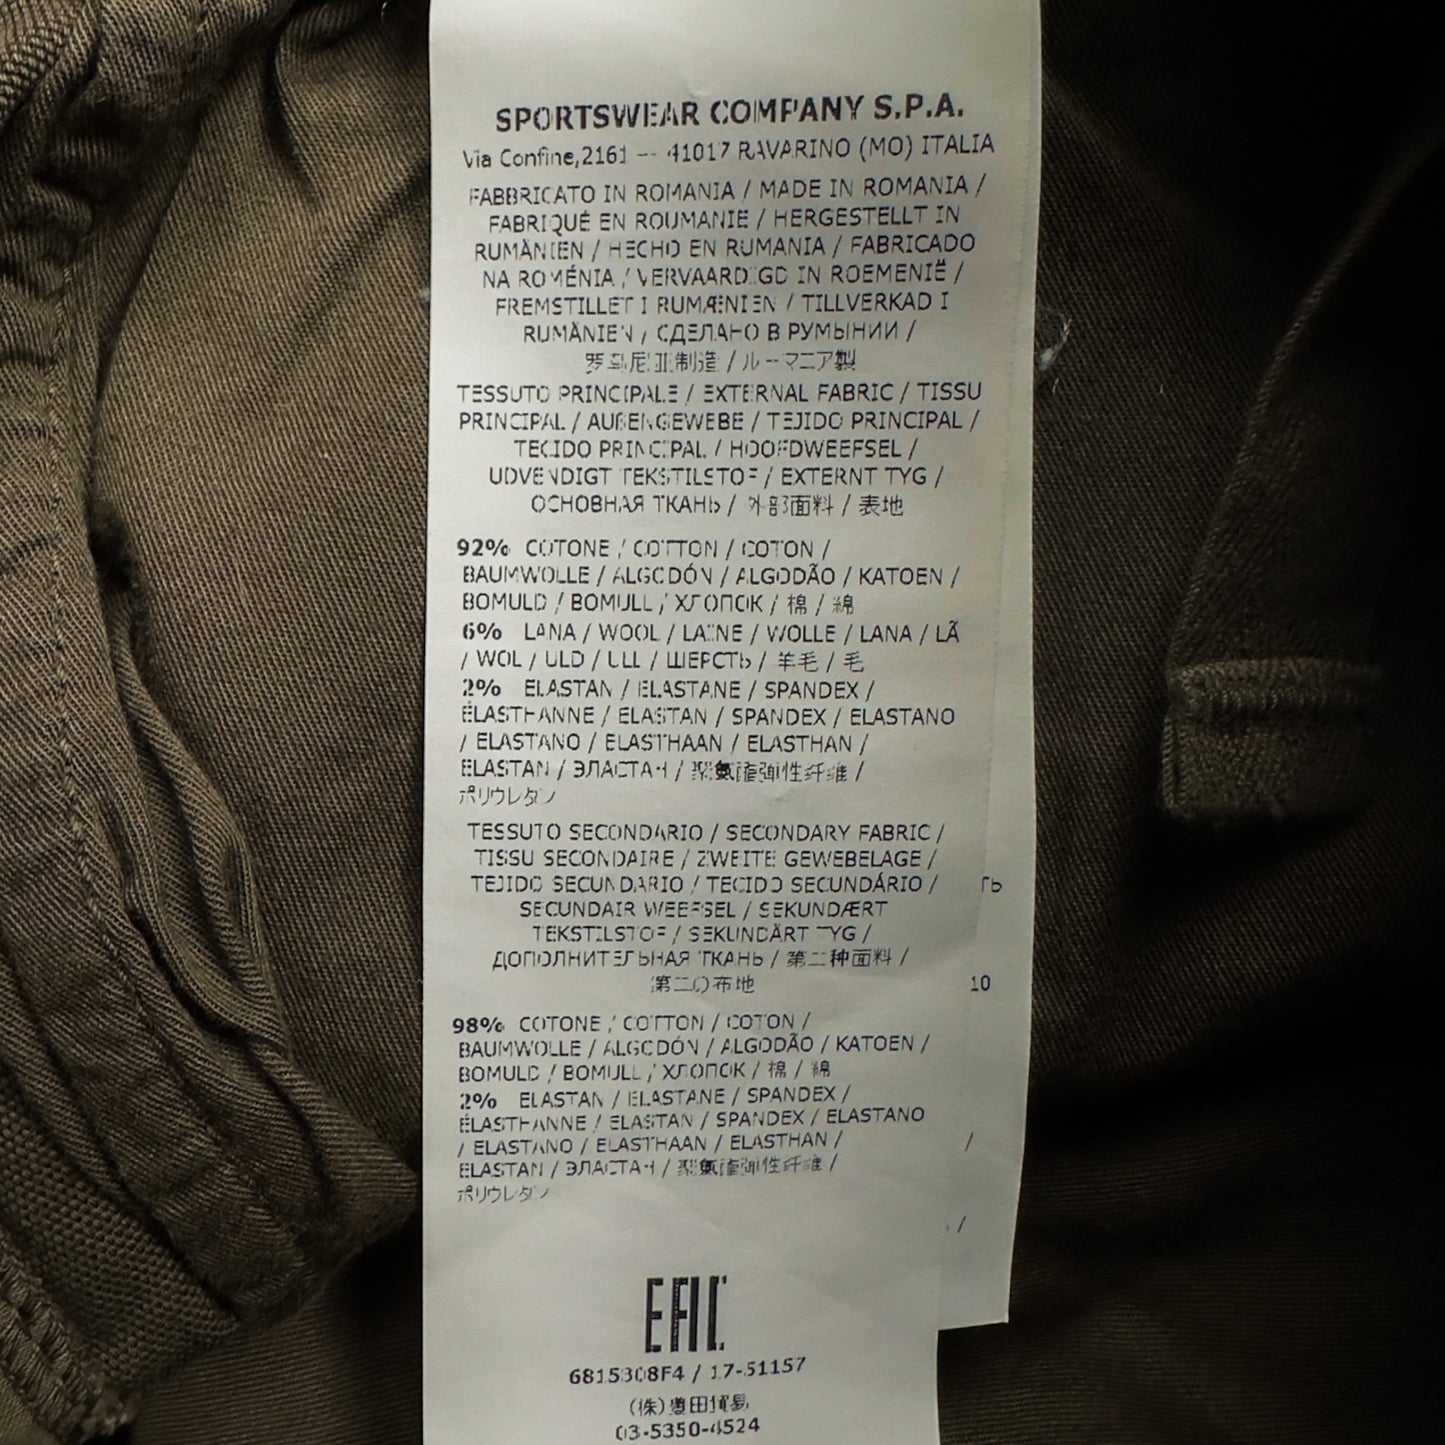 SPORTSWEAR COMPANY S.P.A.
Via Confine,2161 -- 41017 RAVARINO (MO) ITALIA
FABBRICATO IN ROMANIA / MADE IN ROMANIA /
FABRIQUÉ EN ROUMANIE / HERGESTELLT IN
RUMÄNIEN / HECHO EN RUMANIA / FABRICADO
NA ROMÉNIA / VERVAARDIGD IN ROEMENIË /
FREMSTILLET I RUMÆNIEN / TILLVERKAD I
RUMÄNIEN / СДЕЛАНО В РУМЫНИИ /
罗马尼亚制造 / ルーマニア製
TESSUTO PRINCIPALE / EXTERNAL FABRIC / TISSU
PRINCIPAL / AUßENGEWEBE / TEJIDO PRINCIPAL /
TECIDO PRINCIPAL / HOOFDWEEFSEL /
UDVENDIGT TEKSTILSTOF / EXTERNT TYG /
ОСНОВНАЯ ТКАНЬ / 外部面料 / 表地
92% COTONE / COTTON / COTON /
BAUMWOLLE / ALGODÓN / ALGODÃO / KATOEN /
BOMULD / BOMULL / ХЛОПОК / 棉 / 綿
6% LANA / WOOL / LAINE / WOLLE / LANA / LÃ
/ WOL / ULD / ULL / ШЕРСТЬ / 羊毛 / 毛
2% ELASTAN / ELASTANE / SPANDEX /
ÉLASTHANNE / ELASTAN / SPANDEX / ELASTANO
/ ELASTANO / ELASTHAAN / ELASTHAN /
ELASTAN / ЭЛАСТАН / 聚氨酯弹性纤维 /
ポリウレタン
TESSUTO SECONDARIO / SECONDARY FABRIC /
TISSU SECONDAIRE / ZWEITE GEWEBELAGE /
TEJIDO SECUNDARIO / TECIDO SECUNDÁRIO /
SECUNDAIR WEEFSEL / SEKUNDÆRT
TEKSTILSTOF / SEKUNDÄRT TYG /
ДОПОЛНИТЕЛЬНАЯ ТКАНЬ / 第二种面料 /
第二の布地
98% COTONE / COTTON / COTON /
BAUMWOLLE / ALGODÓN / ALGODÃO / KATOEN /
BOMULD / BOMULL / ХЛОПОК / 棉 / 綿
2% ELASTAN / ELASTANE / SPANDEX /
ÉLASTHANNE / ELASTAN / SPANDEX / ELASTANO
/ ELASTANO / ELASTHAAN / ELASTHAN /
ELASTAN / ЭЛАСТАН / 聚氨酯弹性纤维 /
ポリウレタン
EAC
6815308F4 / 17-51157
(株)豊田貿易
03-5350-4524
ТЬ
10
/
/